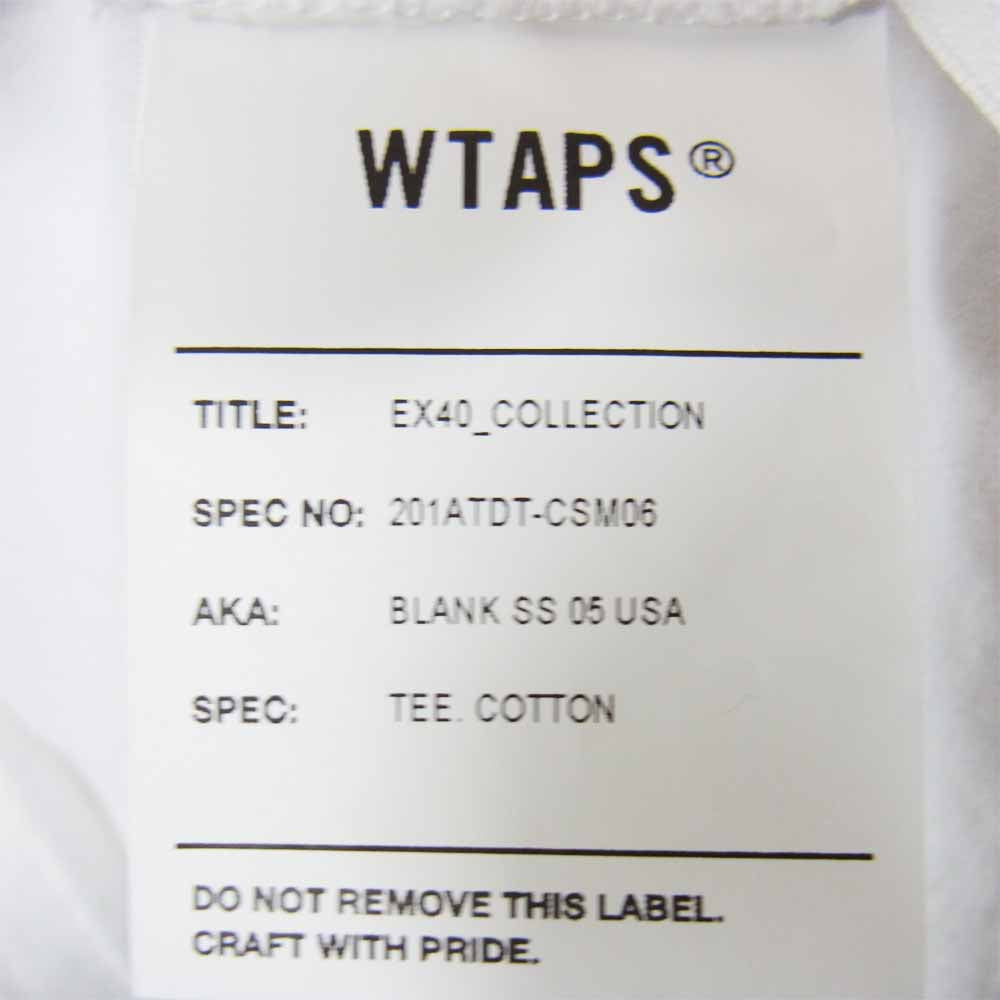 WTAPS®
TITLE: EX40_COLLECTION
SPEC NO: 201ATDT-CSM06
AKA: BLANK SS 05 USA
SPEC: TEE. COTTON
DO NOT REMOVE THIS LABEL.
CRAFT WITH PRIDE.